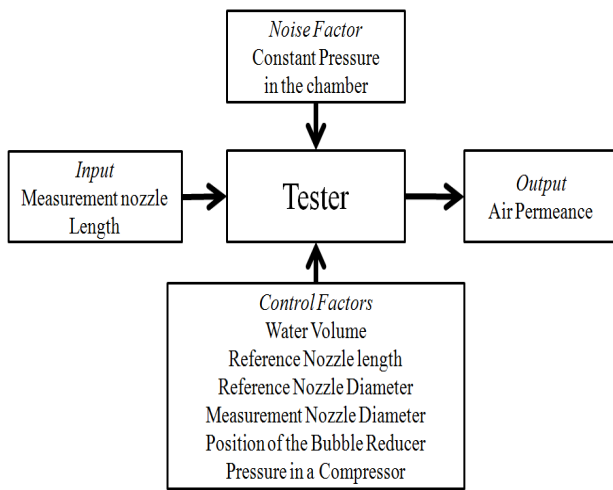 Noise Factor
Constant Pressure
in the chamber
Input
Measurement nozzle
Length
Tester
Output
Air Permeance
Control Factors
Water Volume
Reference Nozzle length
Reference Nozzle Diameter
Measurement Nozzle Diameter
Position of the Bubble Reducer
Pressure in a Compressor